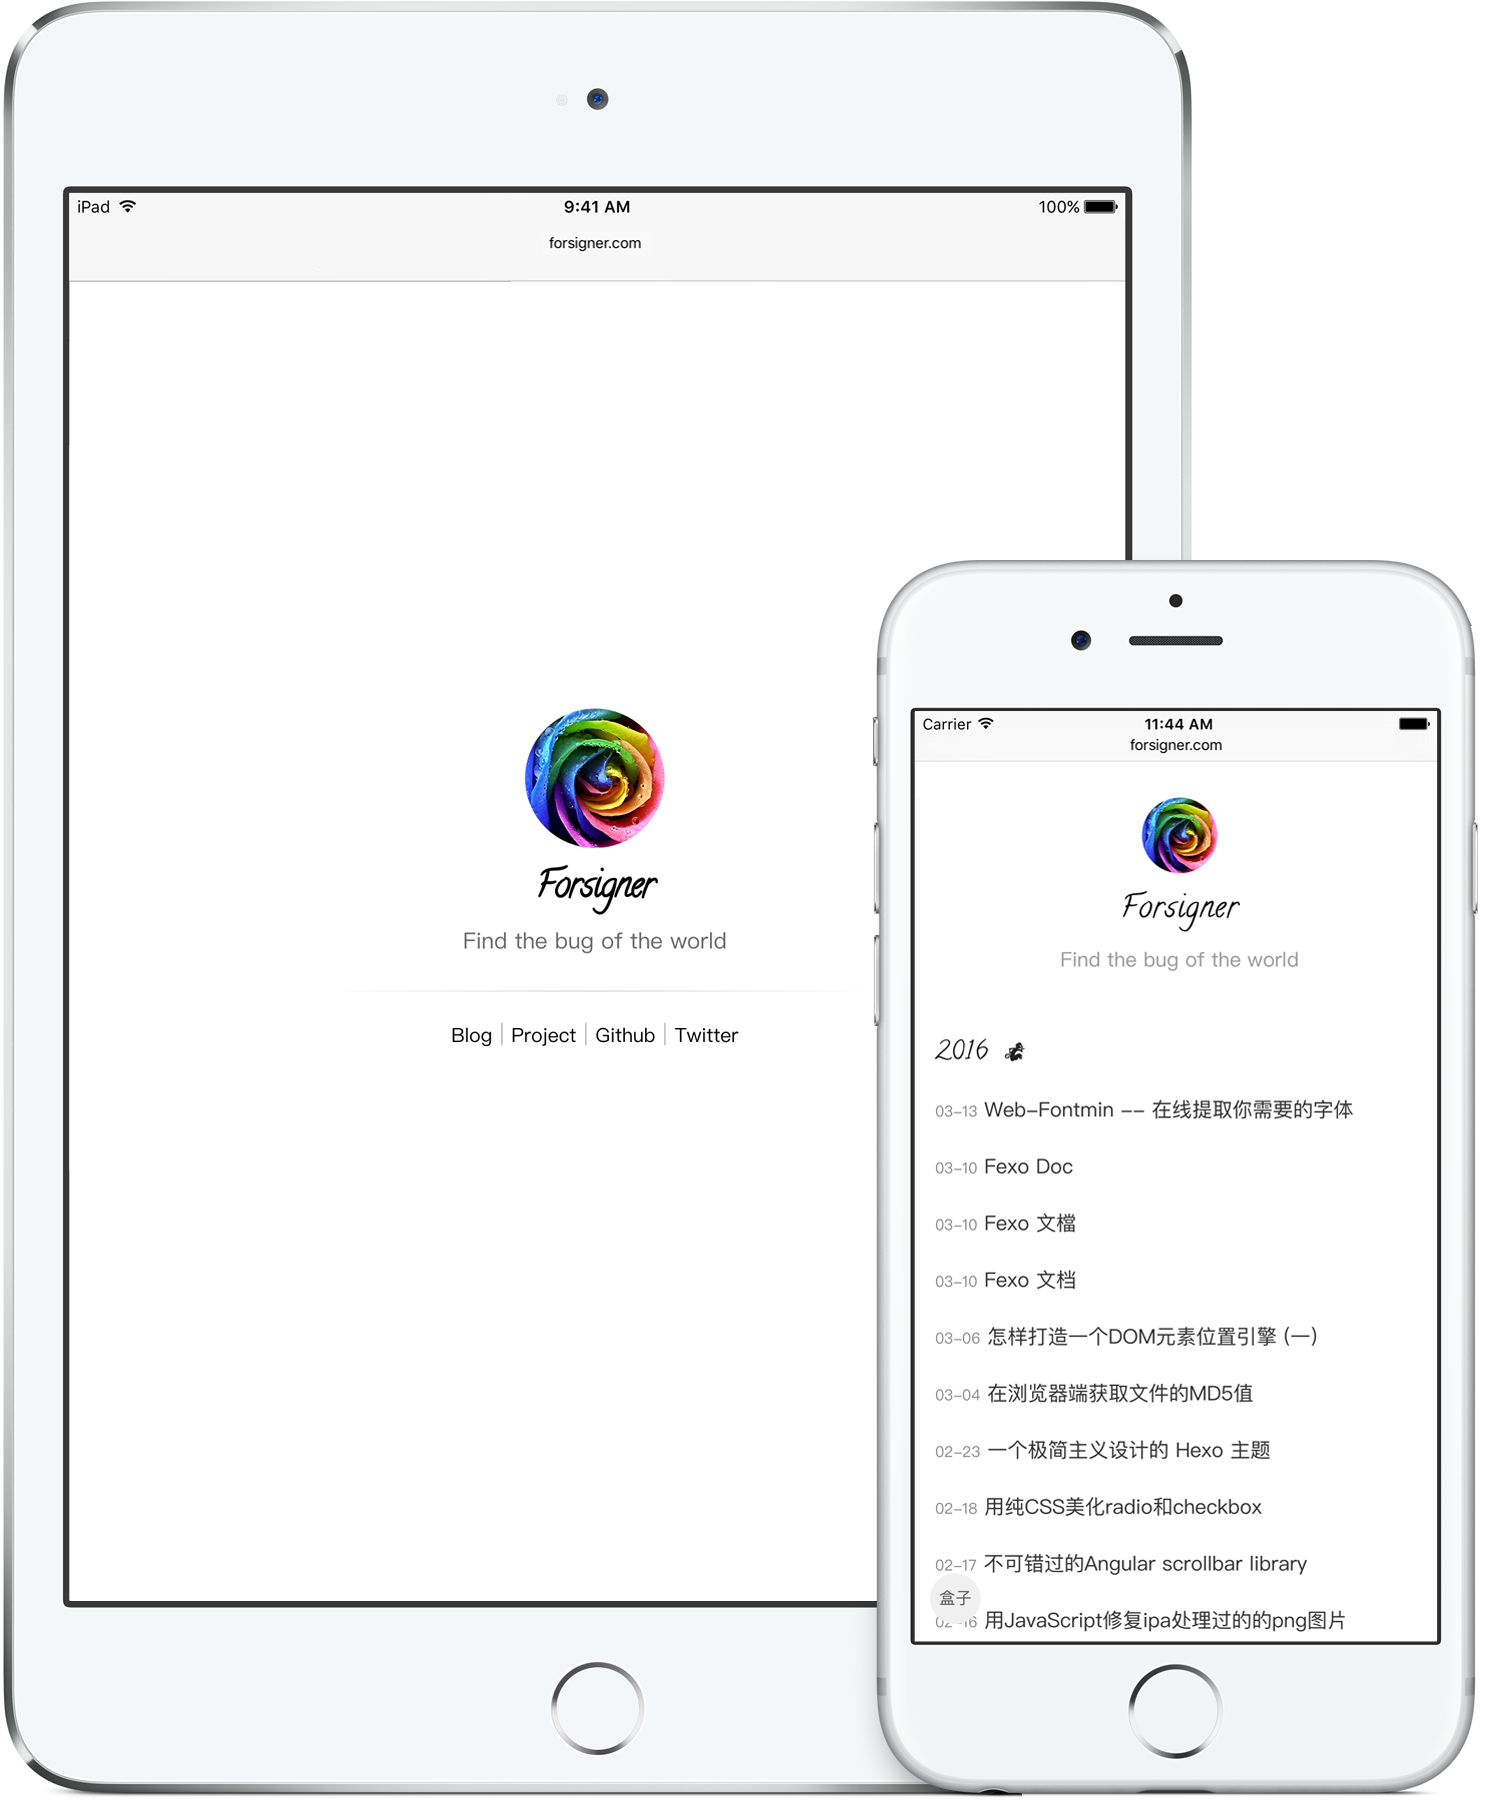 iPad 9:41 AM 100%
forsigner.com
Forsigner
Find the bug of the world
Blog Project Github Twitter
Carrier 11:44 AM
forsigner.com
Forsigner
Find the bug of the world
2016
03-13 Web-Fontmin -- 在线提取你需要的字体
03-10 Fexo Doc
03-10 Fexo 文檔
03-10 Fexo 文档
03-06 怎样打造一个DOM元素位置引擎 (一)
03-04 在浏览器端获取文件的MD5值
02-23 一个极简主义设计的 Hexo 主题
02-18 用纯CSS美化radio和checkbox
02-17 不可错过的Angular scrollbar library
盒子
02-16 用JavaScript修复ipa处理过的的png图片